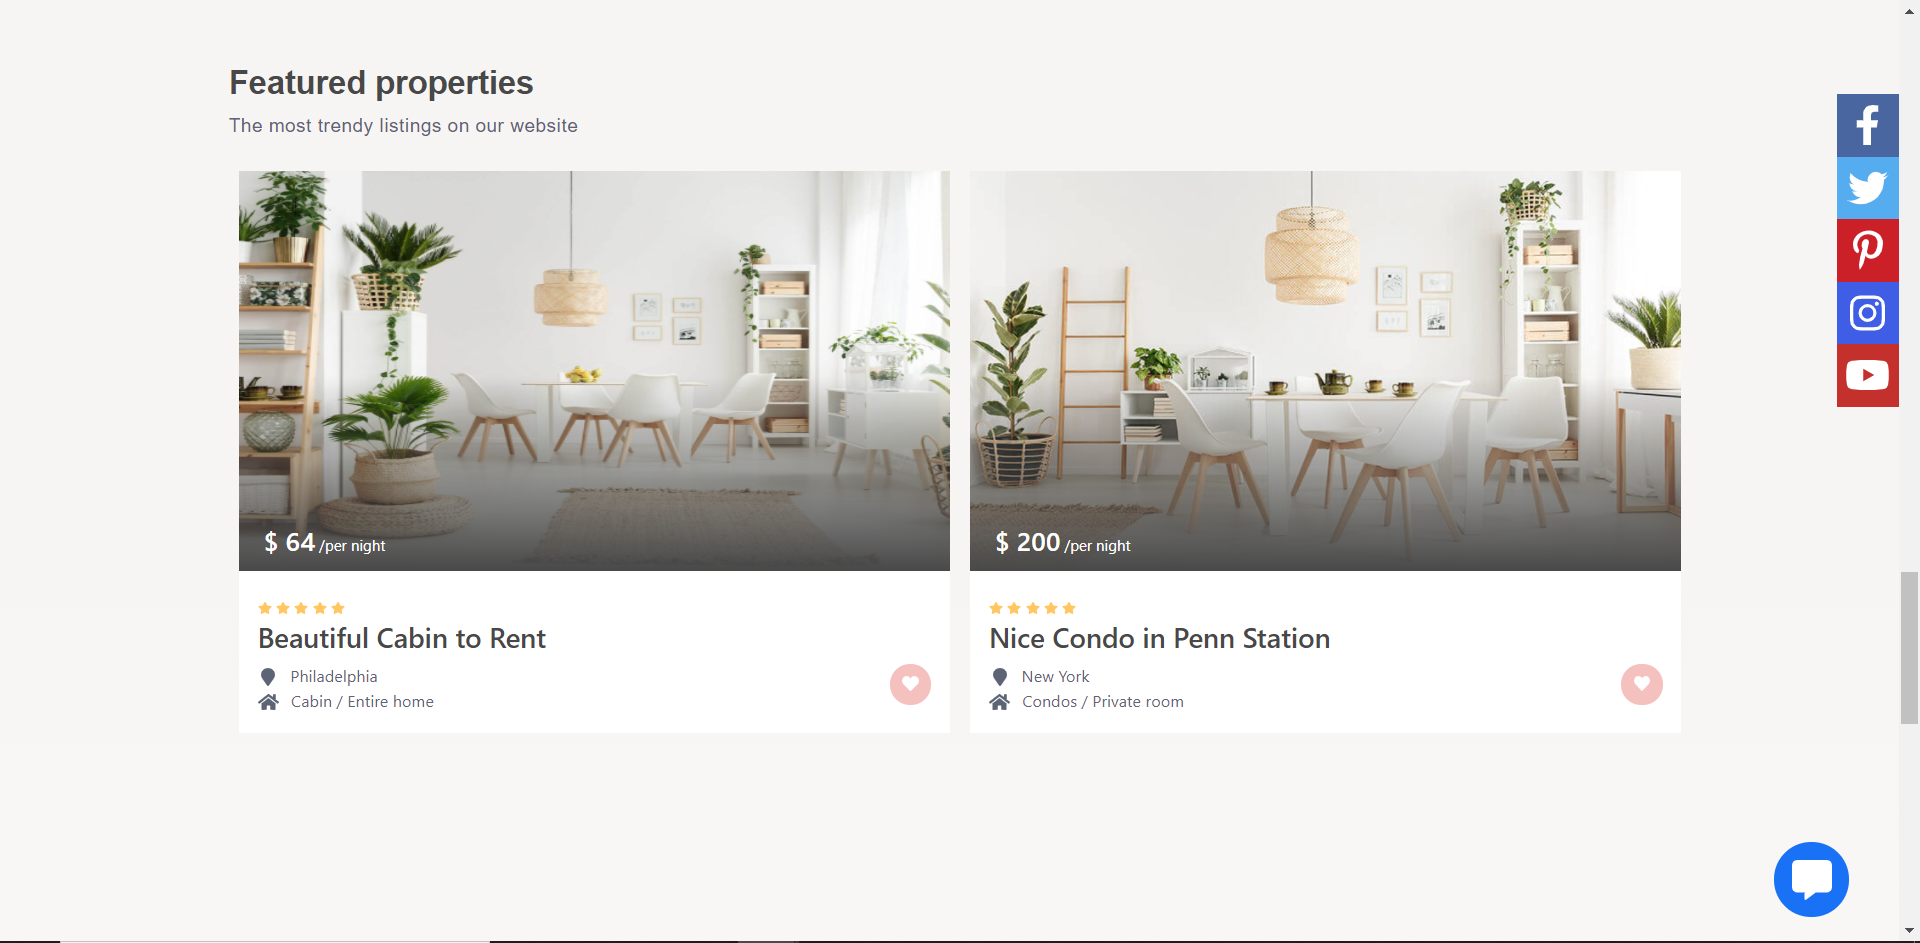 Featured properties
The most trendy listings on our website
$ 64 /per night
Beautiful Cabin to Rent
Philadelphia
Cabin / Entire home
$ 200 /per night
Nice Condo in Penn Station
New York
Condos / Private room